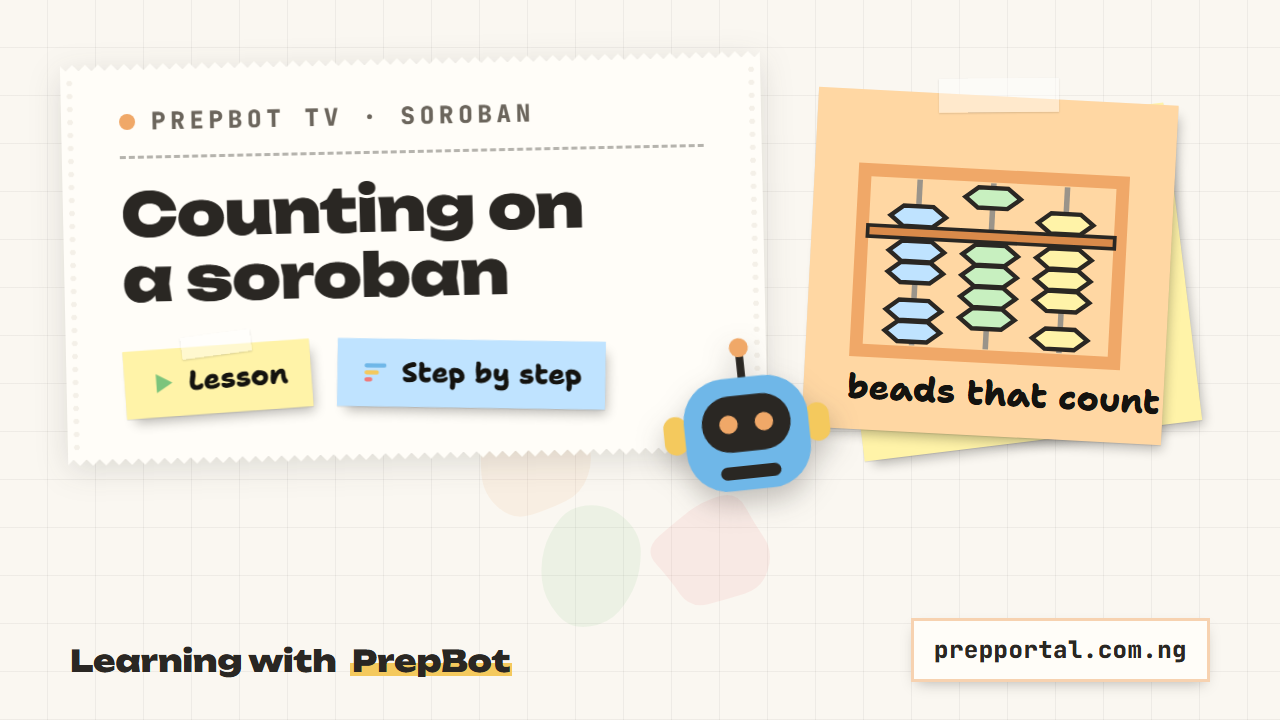 PREPBOT TV · SOROBAN
Counting on
a soroban
Lesson
Step by step
beads that count
Learning with PrepBot
prepportal.com.ng